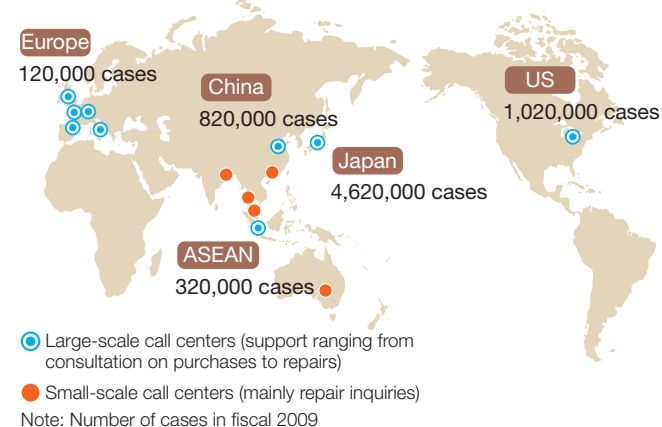 Europe
120,000 cases
China
820,000 cases
US
1,020,000 cases
Japan
4,620,000 cases
ASEAN
320,000 cases
Large-scale call centers (support ranging from
consultation on purchases to repairs)
Small-scale call centers (mainly repair inquiries)
Note: Number of cases in fiscal 2009